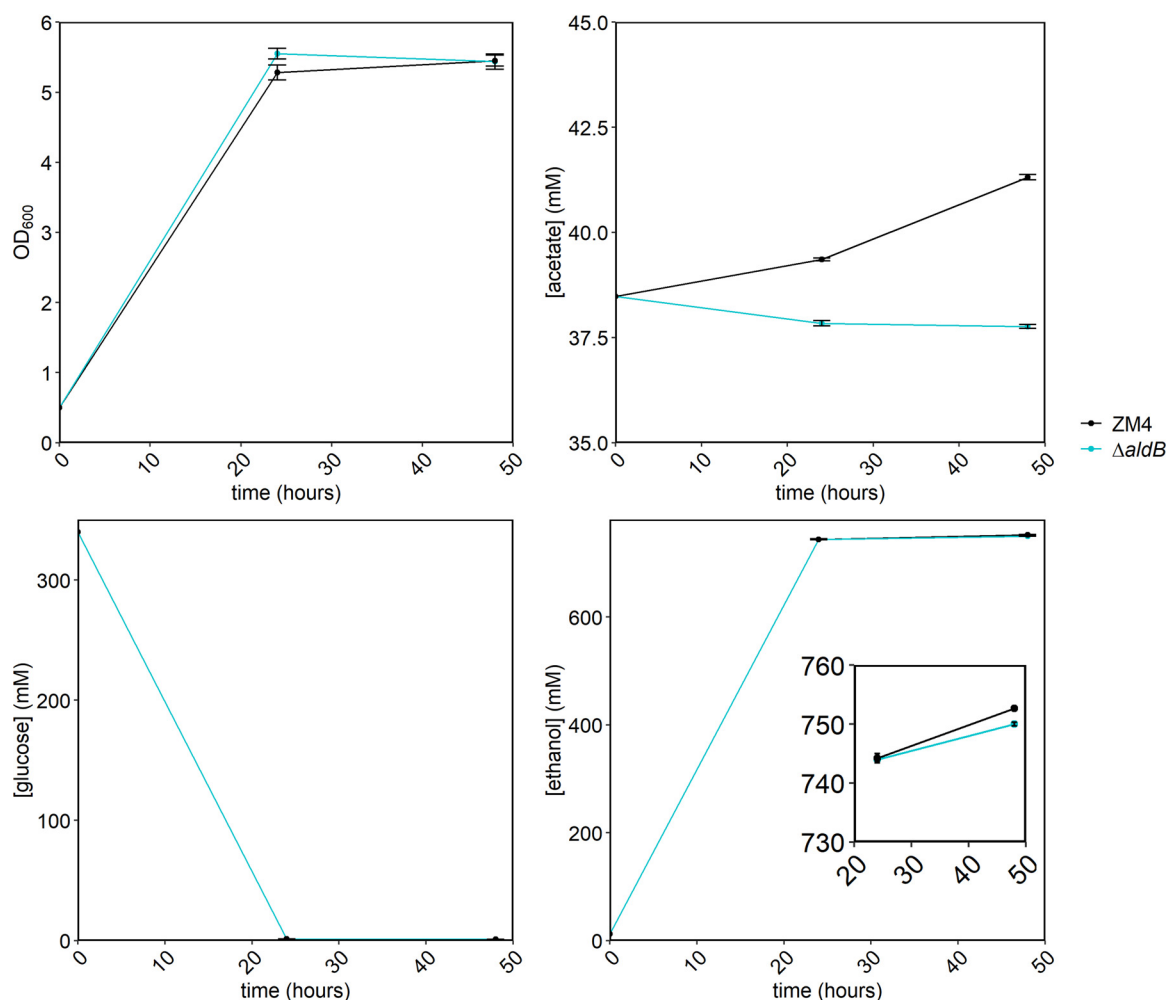 OD600
6
5
4
3
2
1
0
0 10 20 30 40 50
time (hours)
[acetate] (mM)
45.0
42.5
40.0
37.5
35.0
0 10 20 30 40 50
time (hours)
ZM4
ΔaldB
[glucose] (mM)
300
200
100
0
0 10 20 30 40 50
time (hours)
[ethanol] (mM)
600
400
200
0
0 10 20 30 40 50
time (hours)
760
750
740
730
20 30 40 50